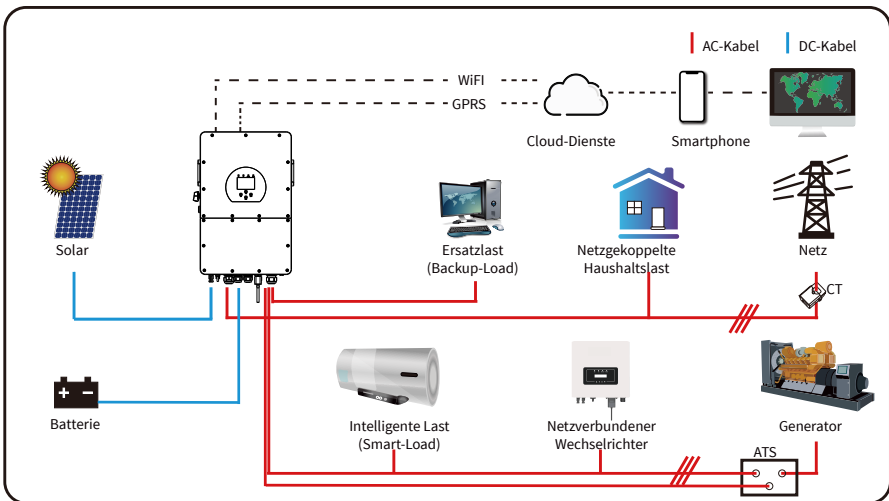 AC-Kabel
DC-Kabel
WiFI
GPRS
Cloud-Dienste
Smartphone
Solar
Ersatzlast
(Backup-Load)
Netzgekoppelte
Haushaltslast
Netz
CT
Batterie
Intelligente Last
(Smart-Load)
Netzverbundener
Wechselrichter
Generator
ATS